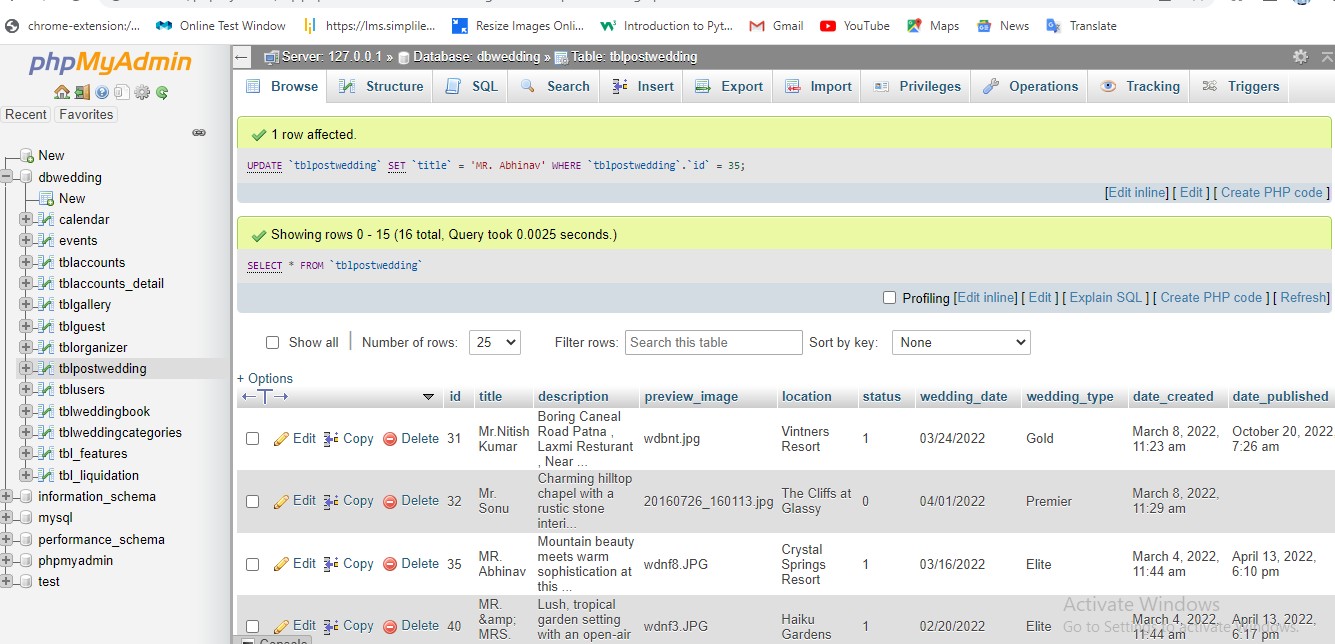 chrome-extension/...
Online Test Window
https://lms.simplile...
Resize Images Onli...
Introduction to Pyt...
Gmail
YouTube
Maps
News
Translate
phpMyAdmin
Recent
Favorites
New
dbwedding
New
calendar
events
tblaccounts
tblaccounts_detail
tblgallery
tblguest
tblorganizer
tblpostwedding
tblusers
tblweddingbook
tblweddingcategories
tbl_features
tbl_liquidation
information_schema
mysql
performance_schema
phpmyadmin
test
Server: 127.0.0.1 » Database: dbwedding » Table: tblpostwedding
Browse
Structure
SQL
Search
Insert
Export
Import
Privileges
Operations
Tracking
Triggers
1 row affected.
UPDATE `tblpostwedding` SET `title` = 'MR. Abhinav' WHERE `tblpostwedding`.`id` = 35;
[Edit inline] [ Edit ] [ Create PHP code ]
Showing rows 0 - 15 (16 total, Query took 0.0025 seconds.)
SELECT * FROM `tblpostwedding`
Profiling [Edit inline] [ Edit ] [ Explain SQL ] [ Create PHP code ] [ Refresh]
Show all
Number of rows:
25
Filter rows:
Search this table
Sort by key:
None
+ Options
←T→
id
title
description
preview_image
location
status
wedding_date
wedding_type
date_created
date_published
Edit
Copy
Delete
31
Mr.Nitish
Kumar
Boring Caneal
Road Patna ,
Laxmi Resturant
, Near ...
wdbnt.jpg
Vintners
Resort
1
03/24/2022
Gold
March 8, 2022,
11:23 am
October 20, 2022
7:26 am
Edit
Copy
Delete
32
Mr.
Sonu
Charming hilltop
chapel with a
rustic stone
interi...
20160726_160113.jpg
The Cliffs at
Glassy
0
04/01/2022
Premier
March 8, 2022,
11:29 am
Edit
Copy
Delete
35
MR.
Abhinav
Mountain beauty
meets warm
sophistication at
this ...
wdnf8.JPG
Crystal
Springs
Resort
1
03/16/2022
Elite
March 4, 2022,
11:44 am
April 13, 2022,
6:10 pm
Edit
Copy
Delete
40
MR.
&amp;
MRS.
Lush, tropical
garden setting
with an open-air
wdnf3.JPG
Haiku
Gardens
1
02/20/2022
Elite
March 4, 2022,
11:44 am
April 13, 2022,
6:17 pm
Activate Windows
Go to Settings to activate Windows.
Console